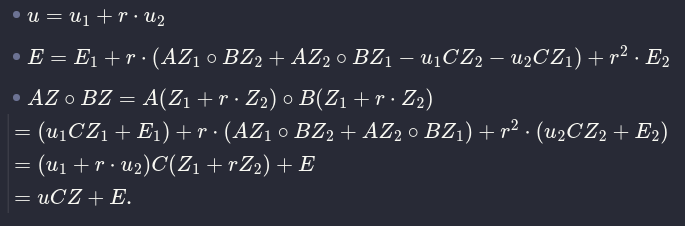 • u = u₁ + r · u₂
• E = E₁ + r · (AZ₁ ∘ BZ₂ + AZ₂ ∘ BZ₁ − u₁CZ₂ − u₂CZ₁) + r² · E₂
• AZ ∘ BZ = A(Z₁ + r · Z₂) ∘ B(Z₁ + r · Z₂)
= (u₁CZ₁ + E₁) + r · (AZ₁ ∘ BZ₂ + AZ₂ ∘ BZ₁) + r² · (u₂CZ₂ + E₂)
= (u₁ + r · u₂)C(Z₁ + rZ₂) + E
= uCZ + E.